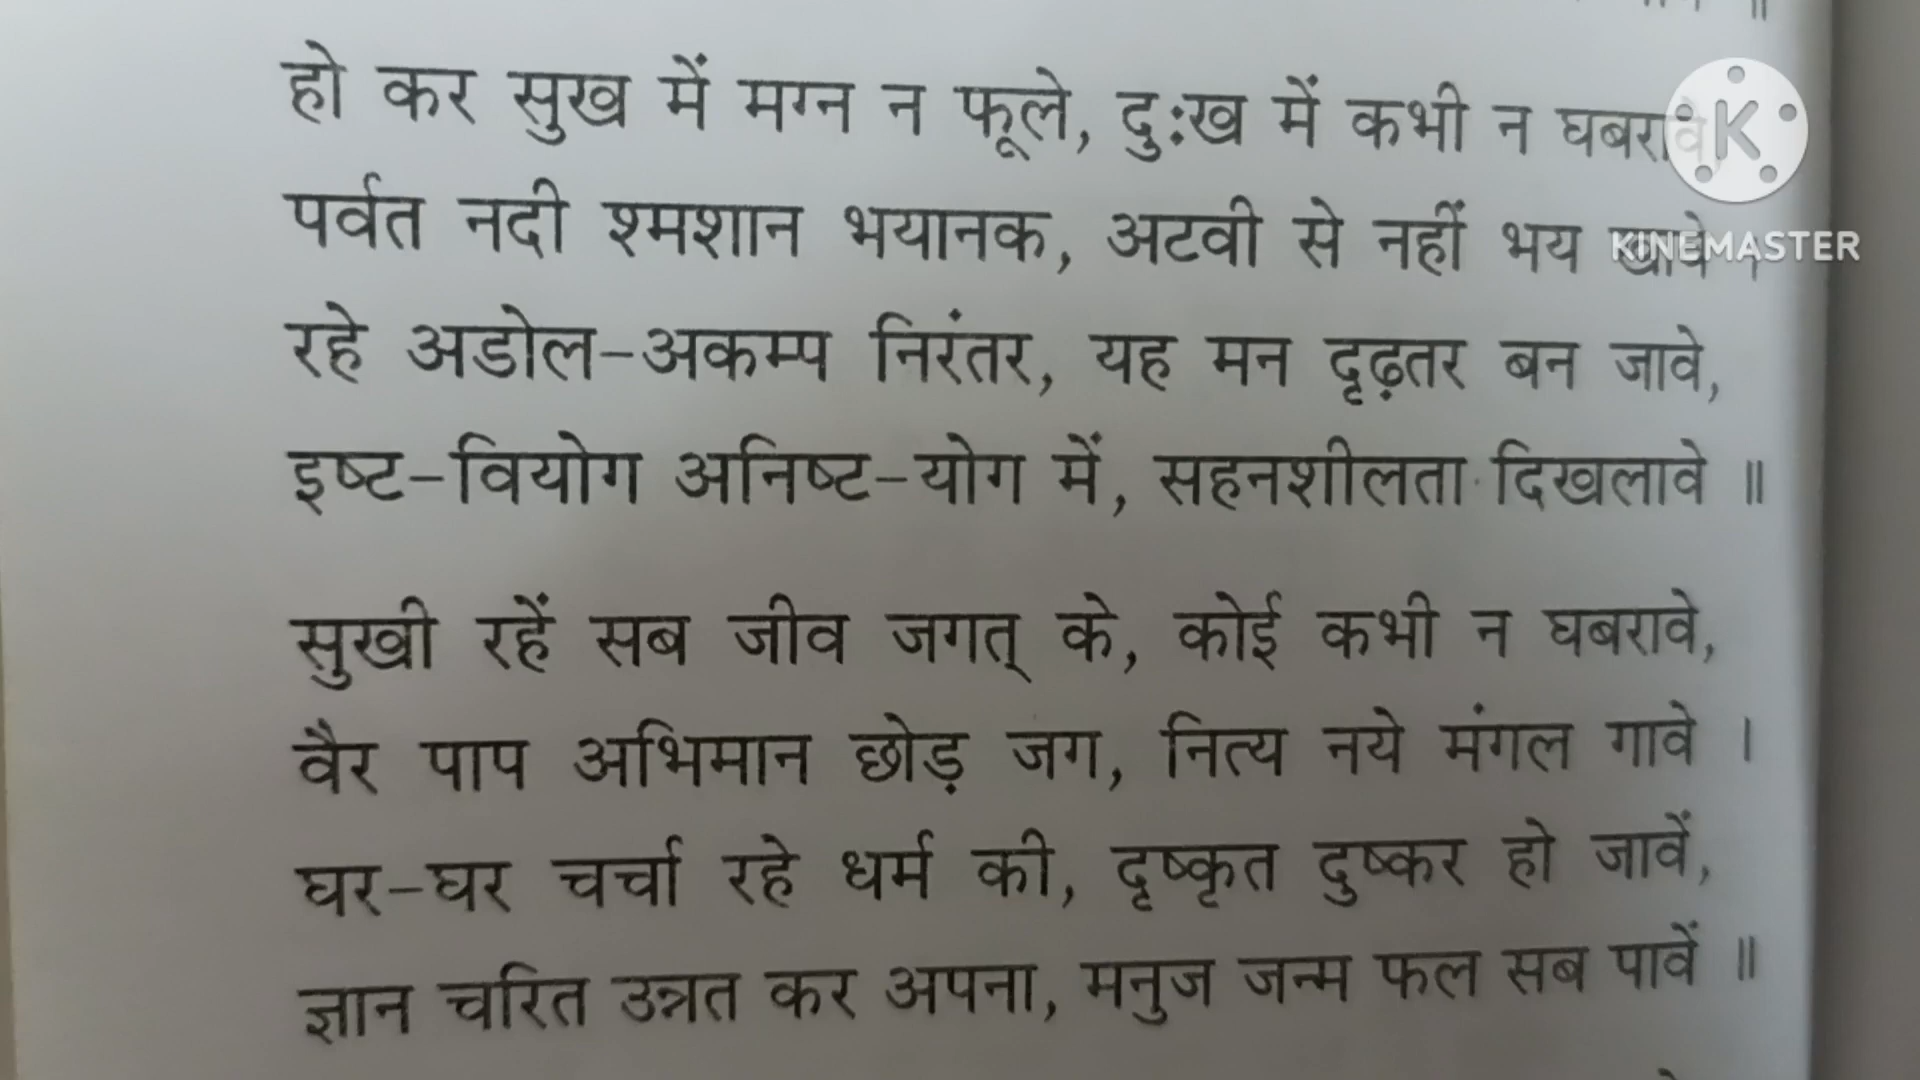 हो कर सुख में मग्न न फूले, दुःख में कभी न घबरावे,
पर्वत नदी श्मशान भयानक, अटवी से नहीं भय खावे ।
रहे अडोल-अकम्प निरंतर, यह मन दृढ़तर बन जावे,
इष्ट-वियोग अनिष्ट-योग में, सहनशीलता दिखलावे ॥
सुखी रहें सब जीव जगत् के, कोई कभी न घबरावे,
वैर पाप अभिमान छोड़ जग, नित्य नये मंगल गावे ।
घर-घर चर्चा रहे धर्म की, दृष्कृत दुष्कर हो जावें,
ज्ञान चरित उन्नत कर अपना, मनुज जन्म फल सब पावें ॥
K
KINEMASTER